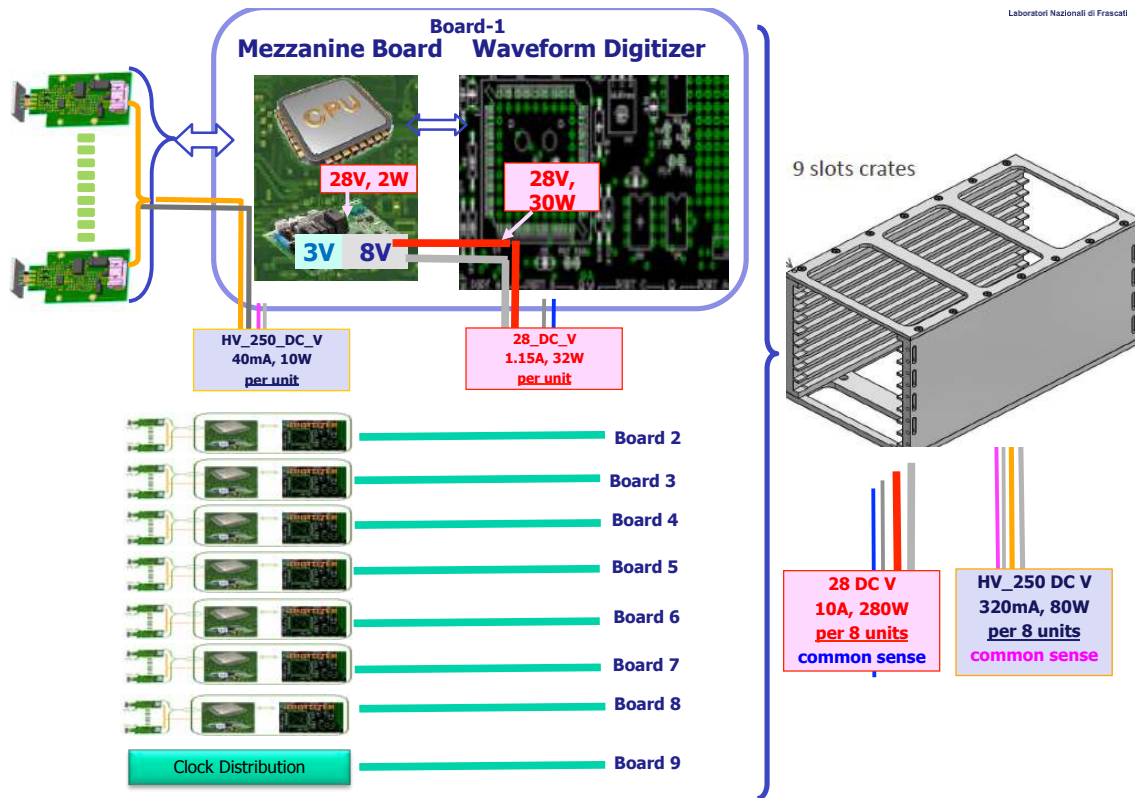 Laboratori Nazionali di Frascati
Board-1
Mezzanine Board
Waveform Digitizer
CPU
28V, 2W
28V,
30W
3V
8V
HV_250_DC_V
40mA, 10W
per unit
28_DC_V
1.15A, 32W
per unit
9 slots crates
Board 2
Board 3
Board 4
Board 5
Board 6
Board 7
Board 8
Clock Distribution
Board 9
28 DC V
10A, 280W
per 8 units
common sense
HV_250 DC V
320mA, 80W
per 8 units
common sense